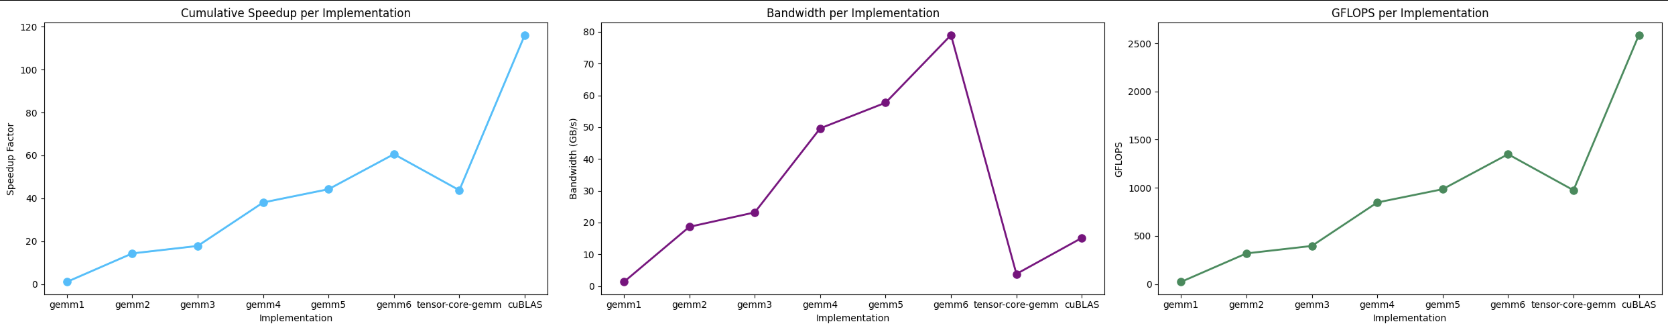 Cumulative Speedup per Implementation
120
100
80
60
40
20
0
Speedup Factor
gemm1 gemm2 gemm3 gemm4 gemm5 gemm6 tensor-core-gemm cuBLAS
Implementation
Bandwidth per Implementation
80
70
60
50
40
30
20
10
0
Bandwidth (GB/s)
gemm1 gemm2 gemm3 gemm4 gemm5 gemm6 tensor-core-gemm cuBLAS
Implementation
GFLOPS per Implementation
2500
2000
1500
1000
500
0
GFLOPS
gemm1 gemm2 gemm3 gemm4 gemm5 gemm6 tensor-core-gemm cuBLAS
Implementation